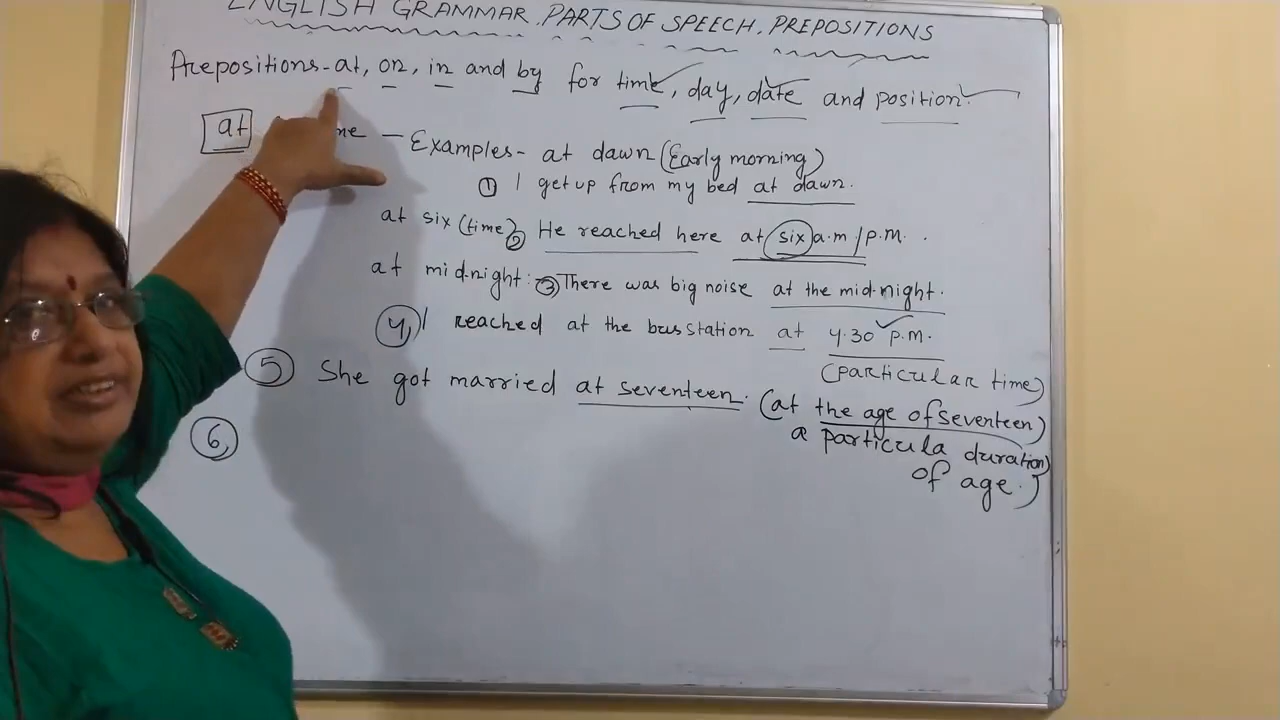 ENGLISH GRAMMAR. PARTS OF SPEECH. PREPOSITIONS
Prepositions-at, on, in and by for time, day, date and position.
at
— Examples- at dawn (Early morning)
① I get up from my bed at dawn.
at six (time) ② He reached here at six a.m/p.m.
at midnight: ③ There was big noise at the midnight.
④ I reached at the bus station at 4.30 p.m.
(particular time)
⑤ She got married at seventeen. (at the age of seventeen)
a particula duration
of age.)
⑥